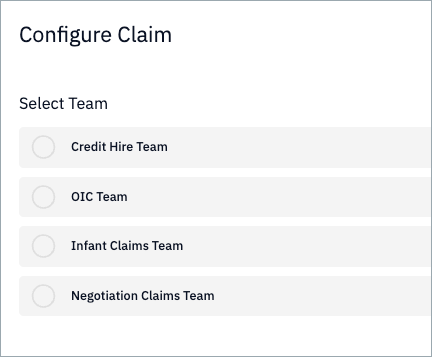 Configure Claim
Select Team
Credit Hire Team
OIC Team
Infant Claims Team
Negotiation Claims Team